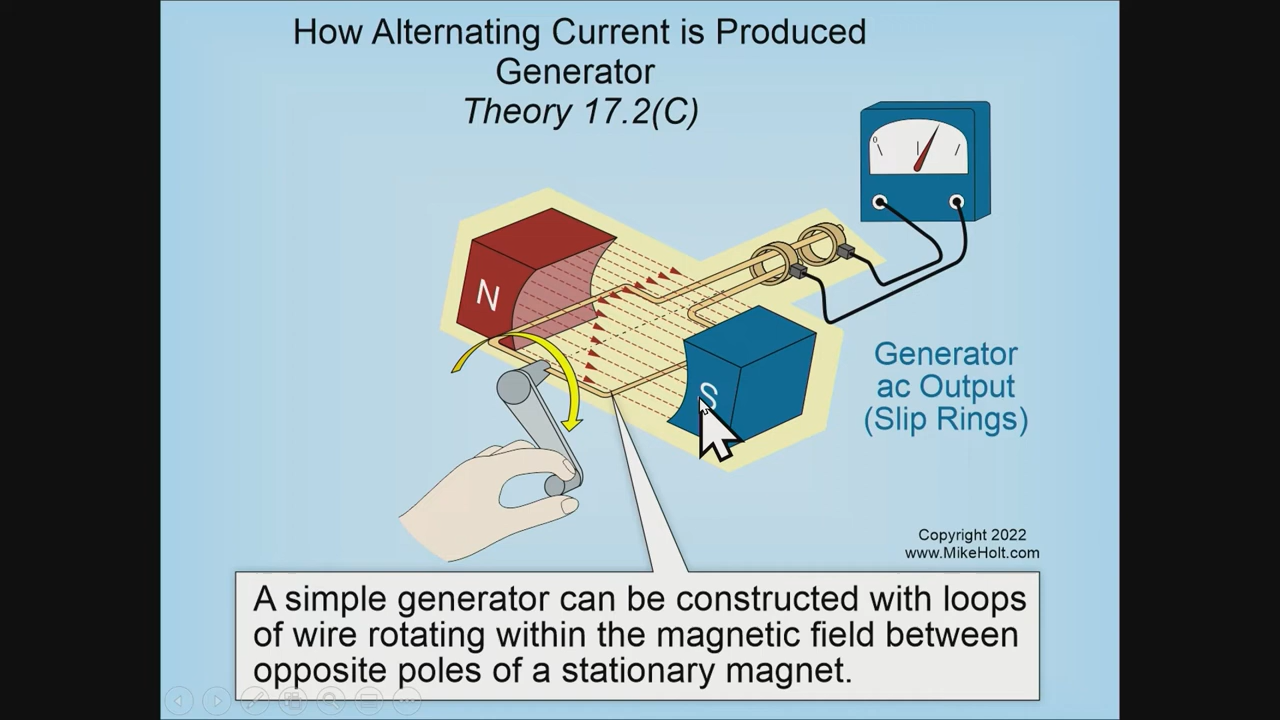 How Alternating Current is Produced
Generator
Theory 17.2(C)
0
N
S
Generator
ac Output
(Slip Rings)
Copyright 2022
www.MikeHolt.com
A simple generator can be constructed with loops
of wire rotating within the magnetic field between
opposite poles of a stationary magnet.